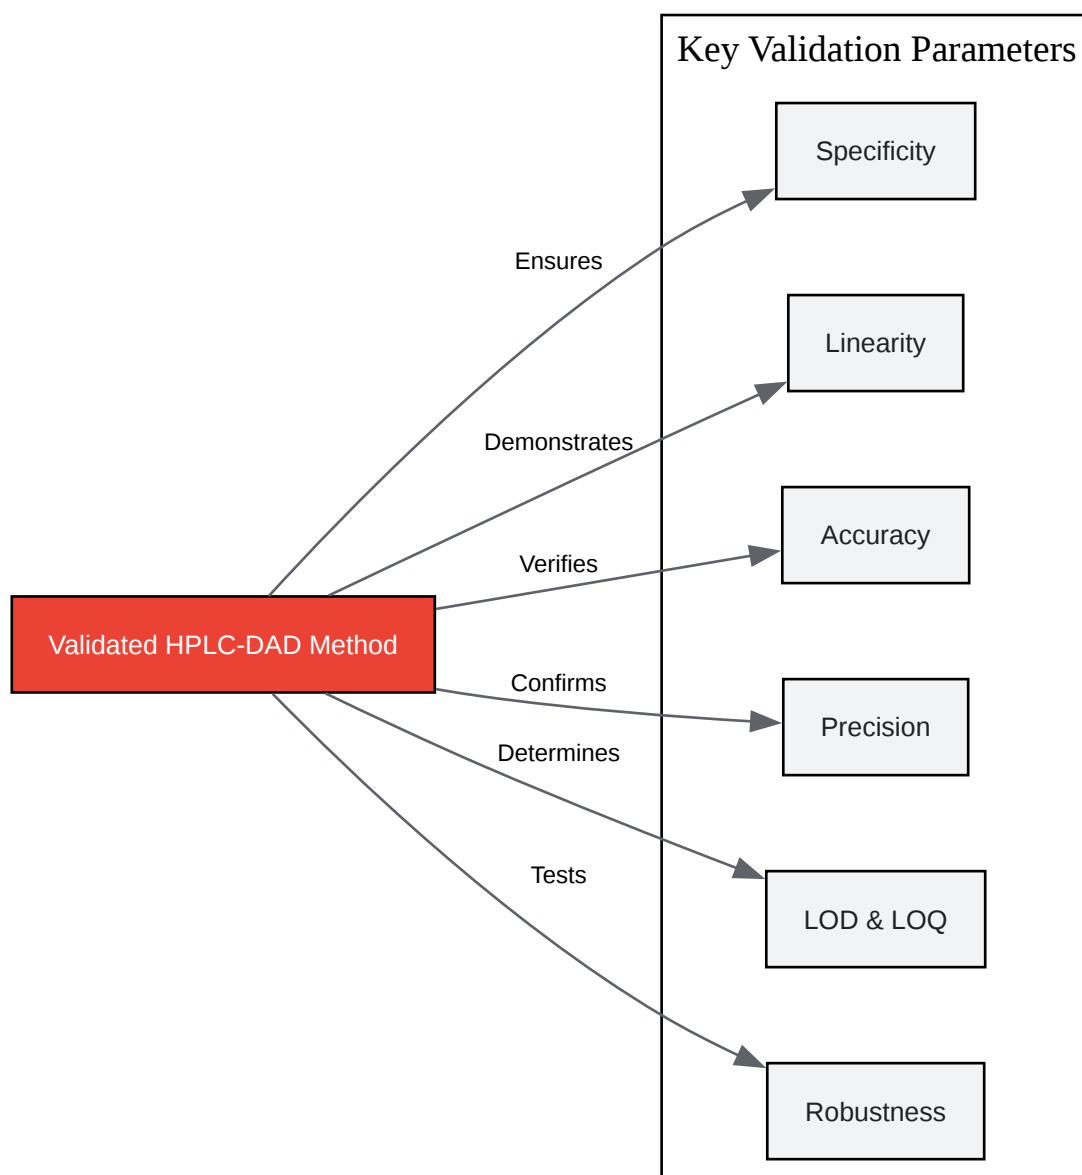 Key Validation Parameters
Specificity
Ensures
Linearity
Demonstrates
Accuracy
Verifies
Validated HPLC-DAD Method
Confirms
Precision
Determines
Tests
LOD & LOQ
Robustness